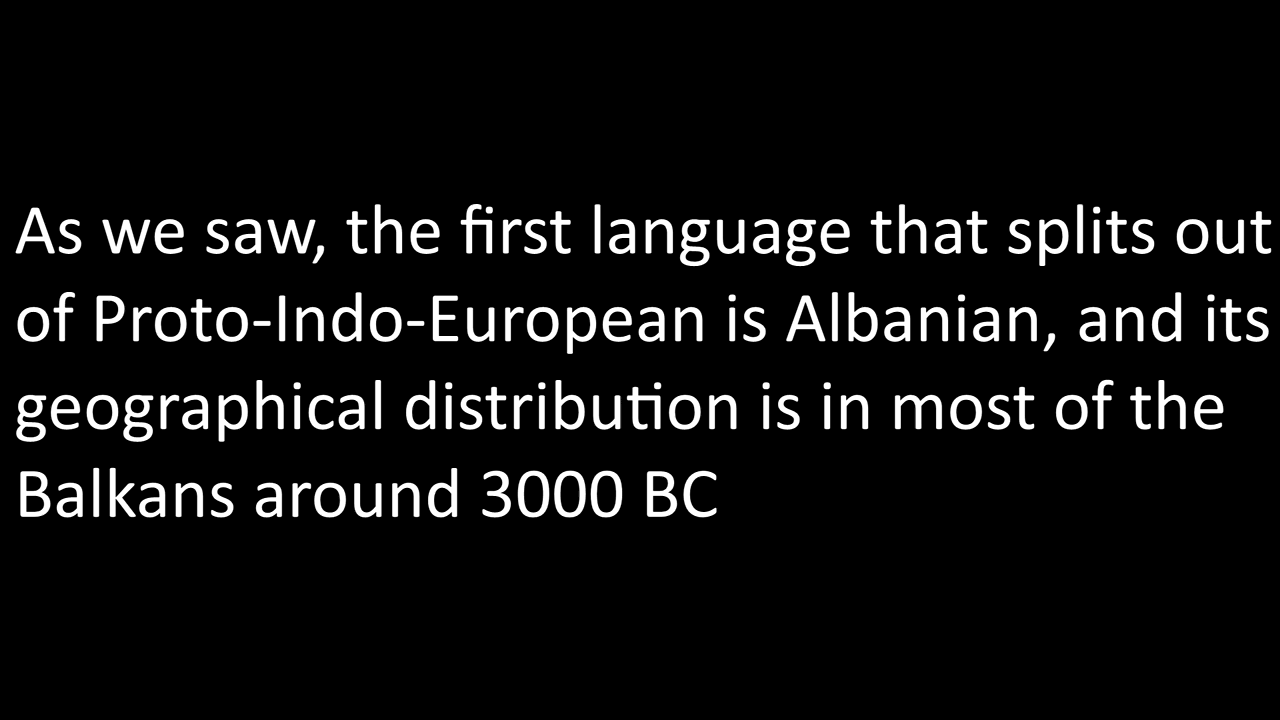 As we saw, the first language that splits out
of Proto-Indo-European is Albanian, and its
geographical distribution is in most of the
Balkans around 3000 BC